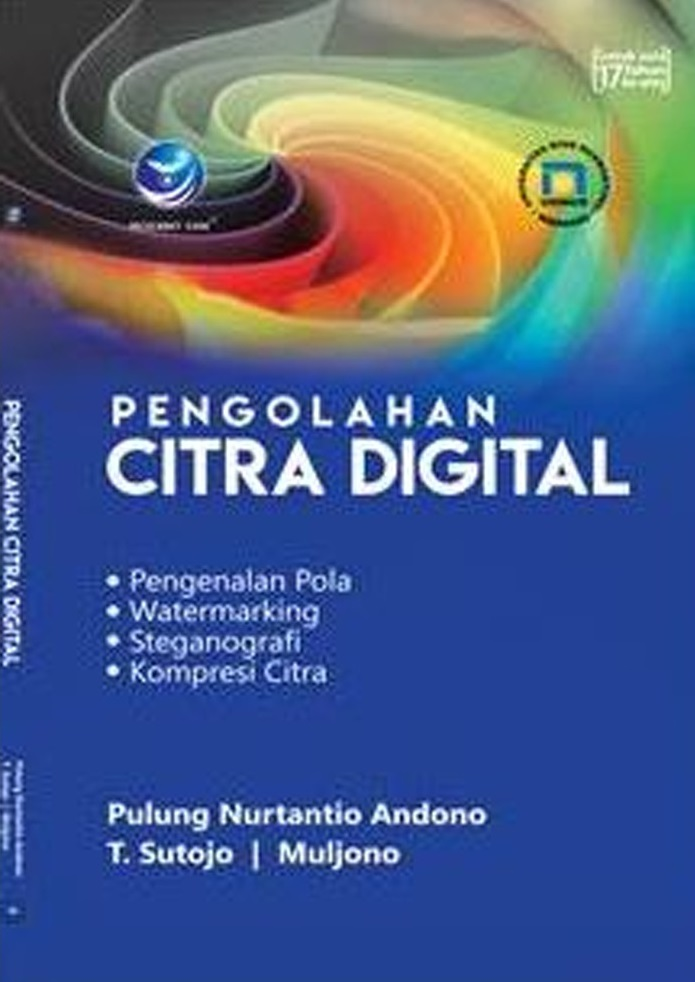 17
PENGOLAHAN
CITRA DIGITAL
• Pengenalan Pola
• Watermarking
• Steganografi
• Kompresi Citra
Pulung Nurtantio Andono
T. Sutojo | Muljono
PENGOLAHAN CITRA DIGITAL